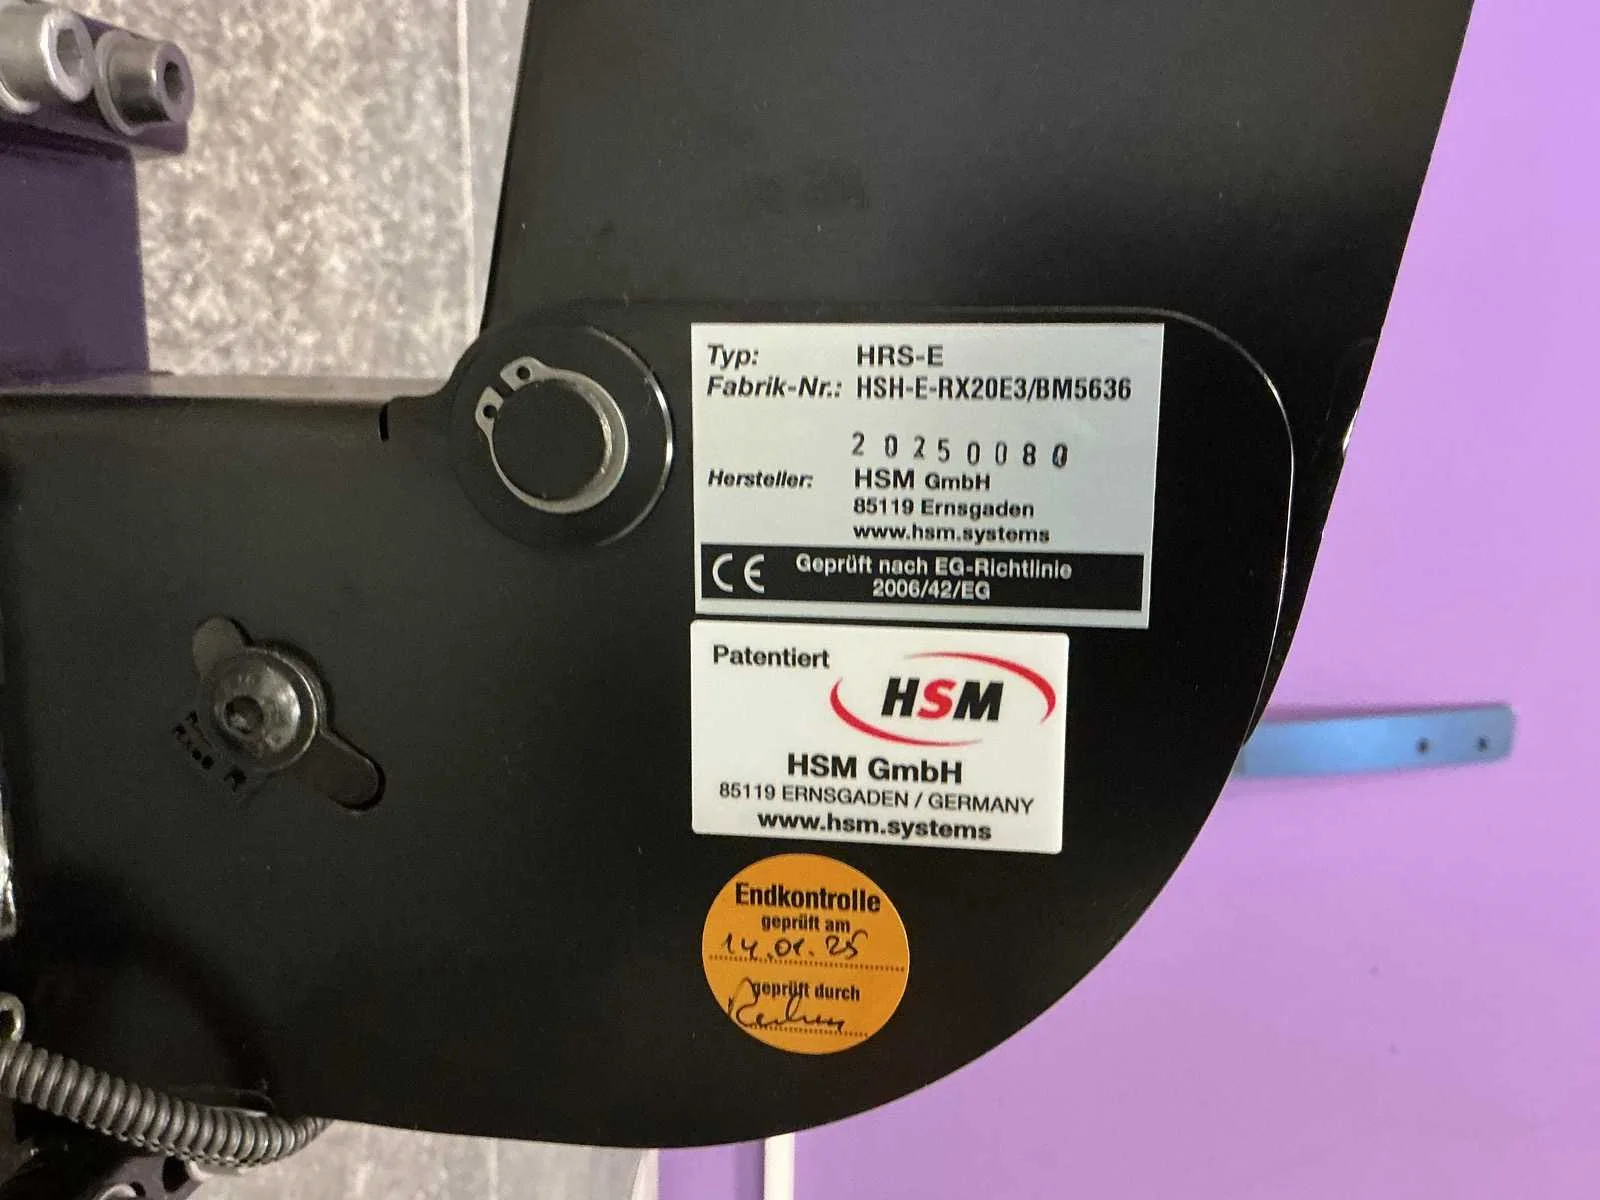 Typ: HRS-E
Fabrik-Nr.: HSH-E-RX20E3/BM5636
20250080
Hersteller: HSM GmbH
85119 Ernsgaden
www.hsm.systems
CE Geprüft nach EG-Richtlinie
2006/42/EG
Patentiert
HSM
HSM GmbH
85119 ERNSGADEN / GERMANY
www.hsm.systems
Endkontrolle
geprüft am
14.01.25
geprüft durch
R